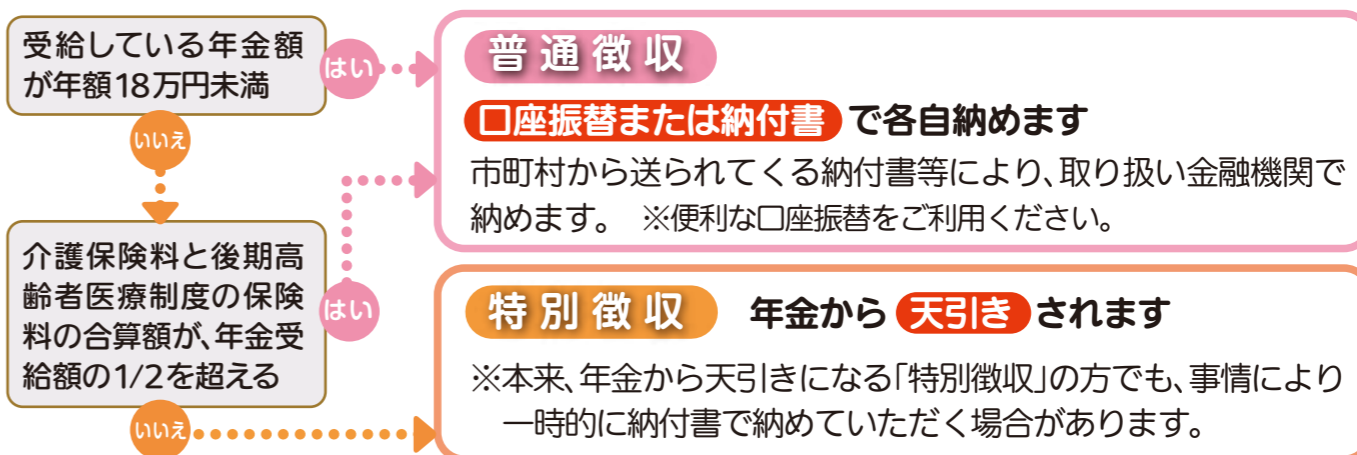 受給している年金額
が年額18万円未満
はい
いいえ
介護保険料と後期高
齢者医療制度の保険
料の合算額が、年金受
給額の1/2を超える
はい
いいえ
普通徴収
口座振替または納付書 で各自納めます
市町村から送られてくる納付書等により、取り扱い金融機関で
納めます。 ※便利な口座振替をご利用ください。
特別徴収 年金から 天引き されます
※本来、年金から天引きになる「特別徴収」の方でも、事情により
一時的に納付書で納めていただく場合があります。